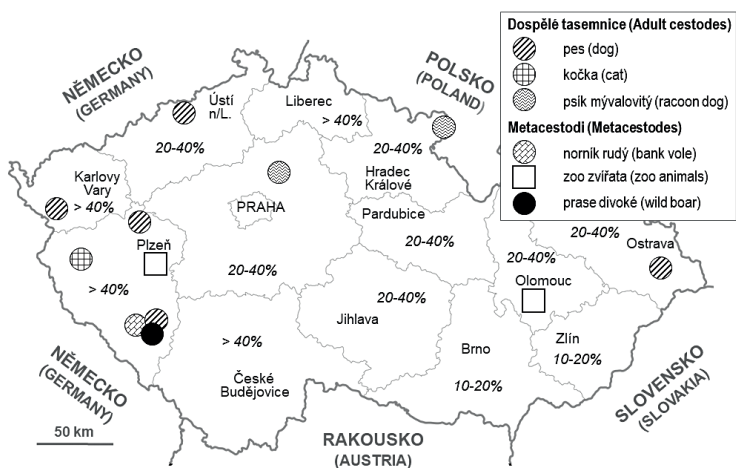 Dospělé tasemnice (Adult cestodes)
pes (dog)
kočka (cat)
psík mývalovitý (racoon dog)
Metacestodi (Metacestodes)
norník rudý (bank vole)
zoo zvířata (zoo animals)
prase divoké (wild boar)
NĚMECKO
(GERMANY)
POLSKO
(POLAND)
Ústí
n/L.
20-40%
Liberec
> 40%
20-40%
Hradec
Králové
Karlovy
Vary
> 40%
PRAHA
20-40%
Pardubice
20-40%
20-40%
Ostrava
Plzeň
> 40%
20-40%
Olomouc
20-40%
Jihlava
> 40%
České
Budějovice
Brno
10-20%
Zlín
10-20%
NĚMECKO
(GERMANY)
SLOVENSKO
(SLOVAKIA)
RAKOUSKO
(AUSTRIA)
50 km